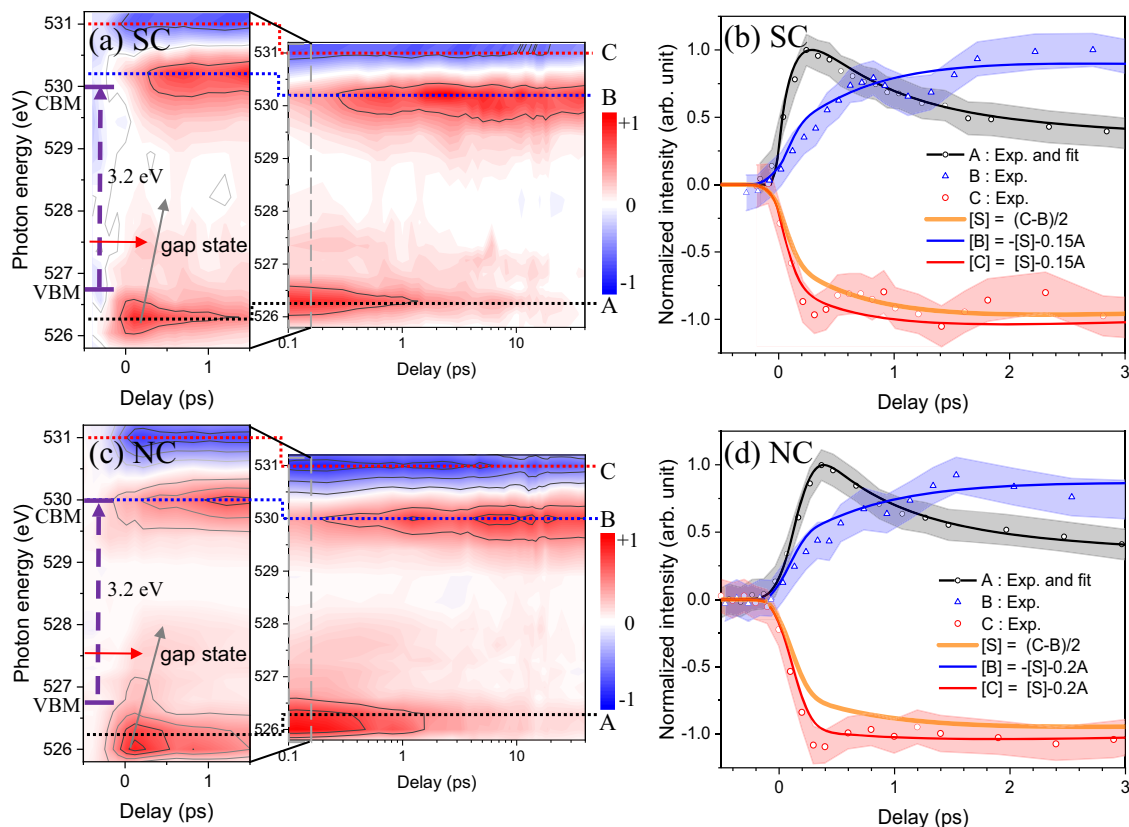 (a) SC
531
530
CBM
529
528
527
VBM
526
3.2 eV
gap state
Photon energy (eV)
0
1
Delay (ps)
531
530
529
528
527
526
0.1
1
10
Delay (ps)
C
B
+1
0
-1
A
(b) SC
1.0
0.5
0.0
-0.5
-1.0
Normalized intensity (arb. unit)
A : Exp. and fit
B : Exp.
C : Exp.
[S] = (C-B)/2
[B] = -[S]-0.15A
[C] = [S]-0.15A
0
1
2
3
Delay (ps)
(c) NC
531
530
CBM
529
528
527
VBM
526
3.2 eV
gap state
Photon energy (eV)
0
1
Delay (ps)
531
530
529
528
527
526
0.1
1
10
Delay (ps)
C
B
+1
0
-1
A
(d) NC
1.0
0.5
0.0
-0.5
-1.0
Normalized intensity (arb. unit)
A : Exp. and fit
B : Exp.
C : Exp.
[S] = (C-B)/2
[B] = -[S]-0.2A
[C] = [S]-0.2A
0
1
2
3
Delay (ps)